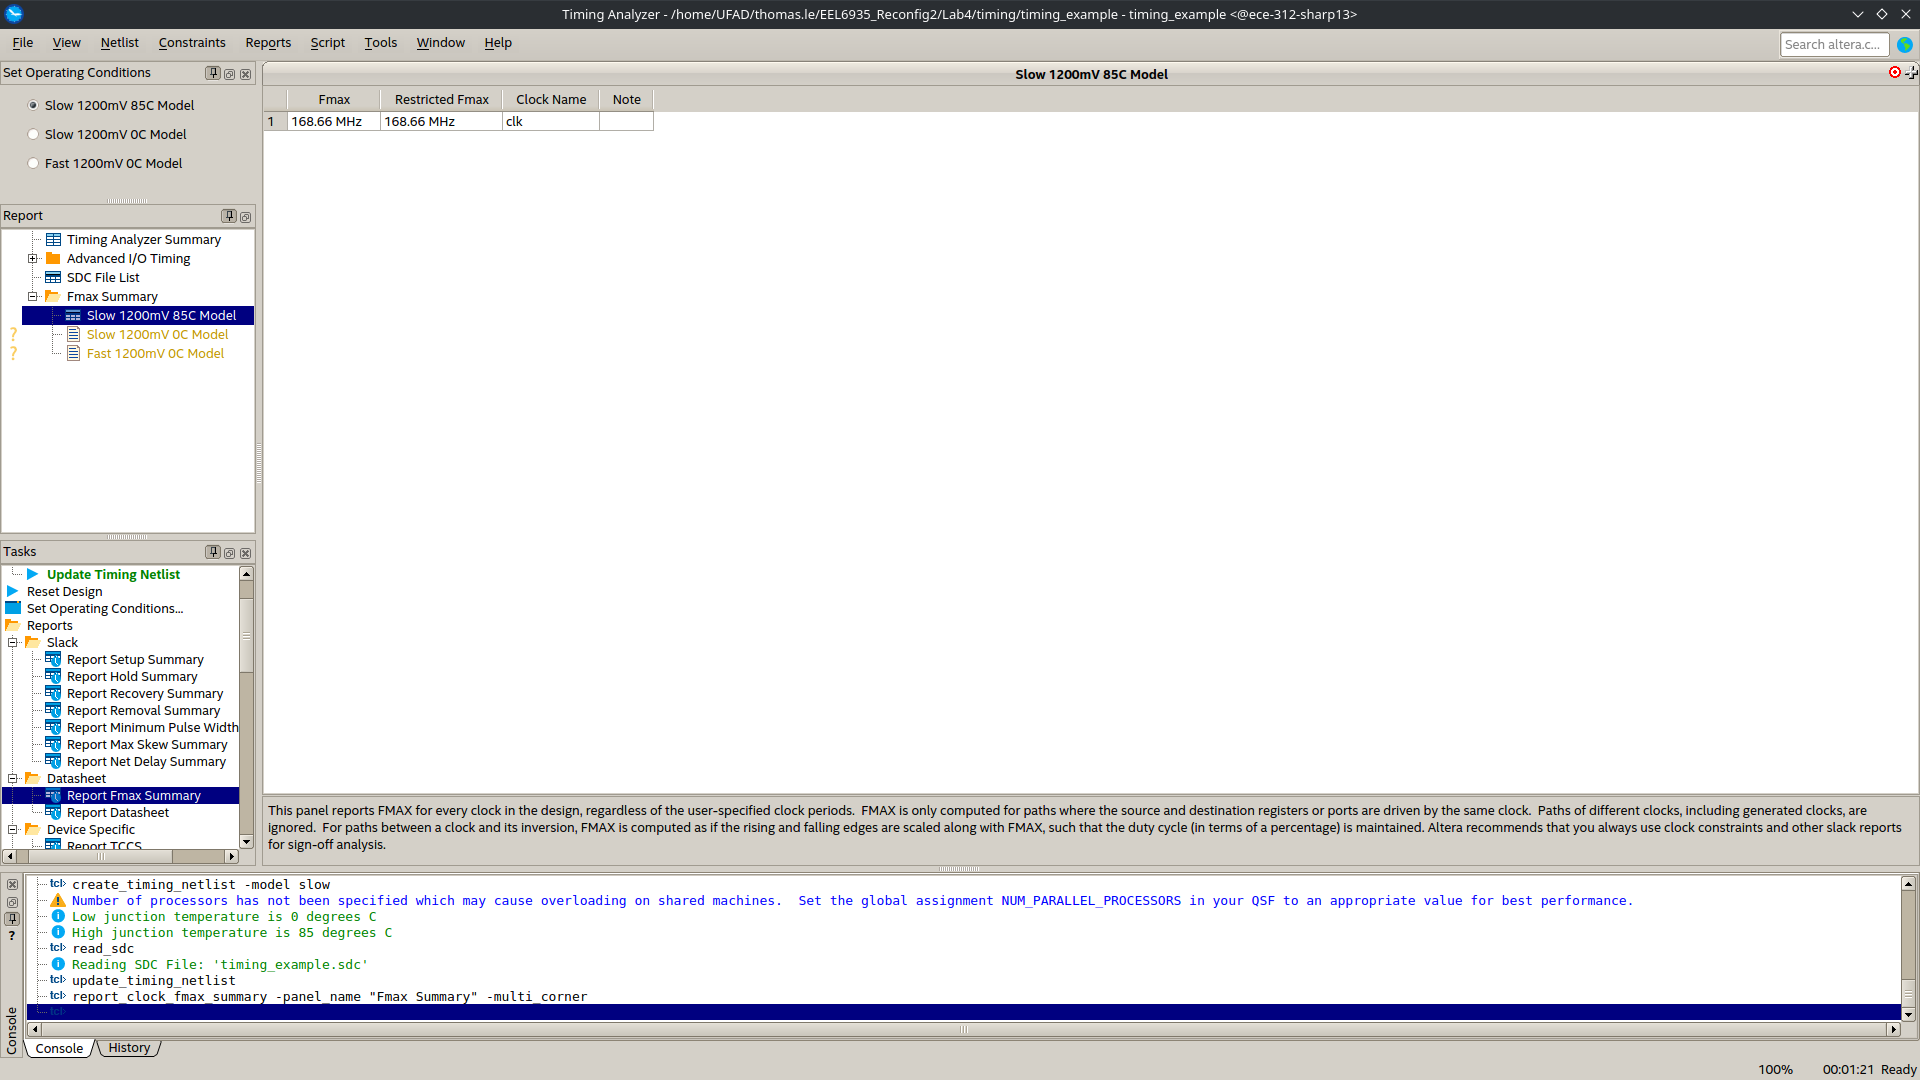 Timing Analyzer - /home/UFAD/thomas.le/EEL6935_Reconfig2/Lab4/timing/timing_example - timing_example <@ece-312-sharp13>
File View Netlist Constraints Reports Script Tools Window Help
Search altera.c...
Set Operating Conditions
Slow 1200mV 85C Model
Slow 1200mV 0C Model
Fast 1200mV 0C Model
Report
Timing Analyzer Summary
Advanced I/O Timing
SDC File List
Fmax Summary
Slow 1200mV 85C Model
Slow 1200mV 0C Model
Fast 1200mV 0C Model
Tasks
Update Timing Netlist
Reset Design
Set Operating Conditions...
Reports
Slack
Report Setup Summary
Report Hold Summary
Report Recovery Summary
Report Removal Summary
Report Minimum Pulse Width
Report Max Skew Summary
Report Net Delay Summary
Datasheet
Report Fmax Summary
Report Datasheet
Device Specific
Report TCCS
Slow 1200mV 85C Model
Fmax Restricted Fmax Clock Name Note
1 168.66 MHz 168.66 MHz clk
This panel reports FMAX for every clock in the design, regardless of the user-specified clock periods.  FMAX is only computed for paths where the source and destination registers or ports are driven by the same clock.  Paths of different clocks, including generated clocks, are
ignored.  For paths between a clock and its inversion, FMAX is computed as if the rising and falling edges are scaled along with FMAX, such that the duty cycle (in terms of a percentage) is maintained. Altera recommends that you always use clock constraints and other slack reports
for sign-off analysis.
tcl> create_timing_netlist -model slow
Number of processors has not been specified which may cause overloading on shared machines.  Set the global assignment NUM_PARALLEL_PROCESSORS in your QSF to an appropriate value for best performance.
Low junction temperature is 0 degrees C
High junction temperature is 85 degrees C
tcl> read_sdc
Reading SDC File: 'timing_example.sdc'
tcl> update_timing_netlist
tcl> report_clock_fmax_summary -panel_name "Fmax Summary" -multi_corner
tcl>
Console
Console History
100% 00:01:21 Ready